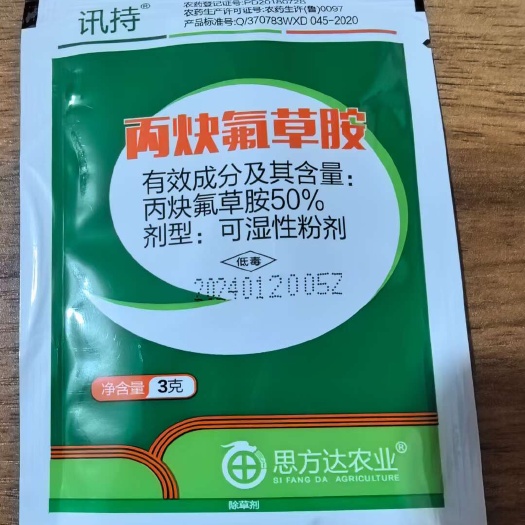 讯持®
农药登记证号:PD20180728
农药生产许可证号:农药生许(鲁)0097
产品标准号:Q/370783WXD 045-2020
丙炔氟草胺
有效成分及其含量:
丙炔氟草胺50%
剂型:可湿性粉剂
低毒
2024012005Z
净含量 3克
思方达农业®
BI FANG DA AGRICULTURE
除草剂